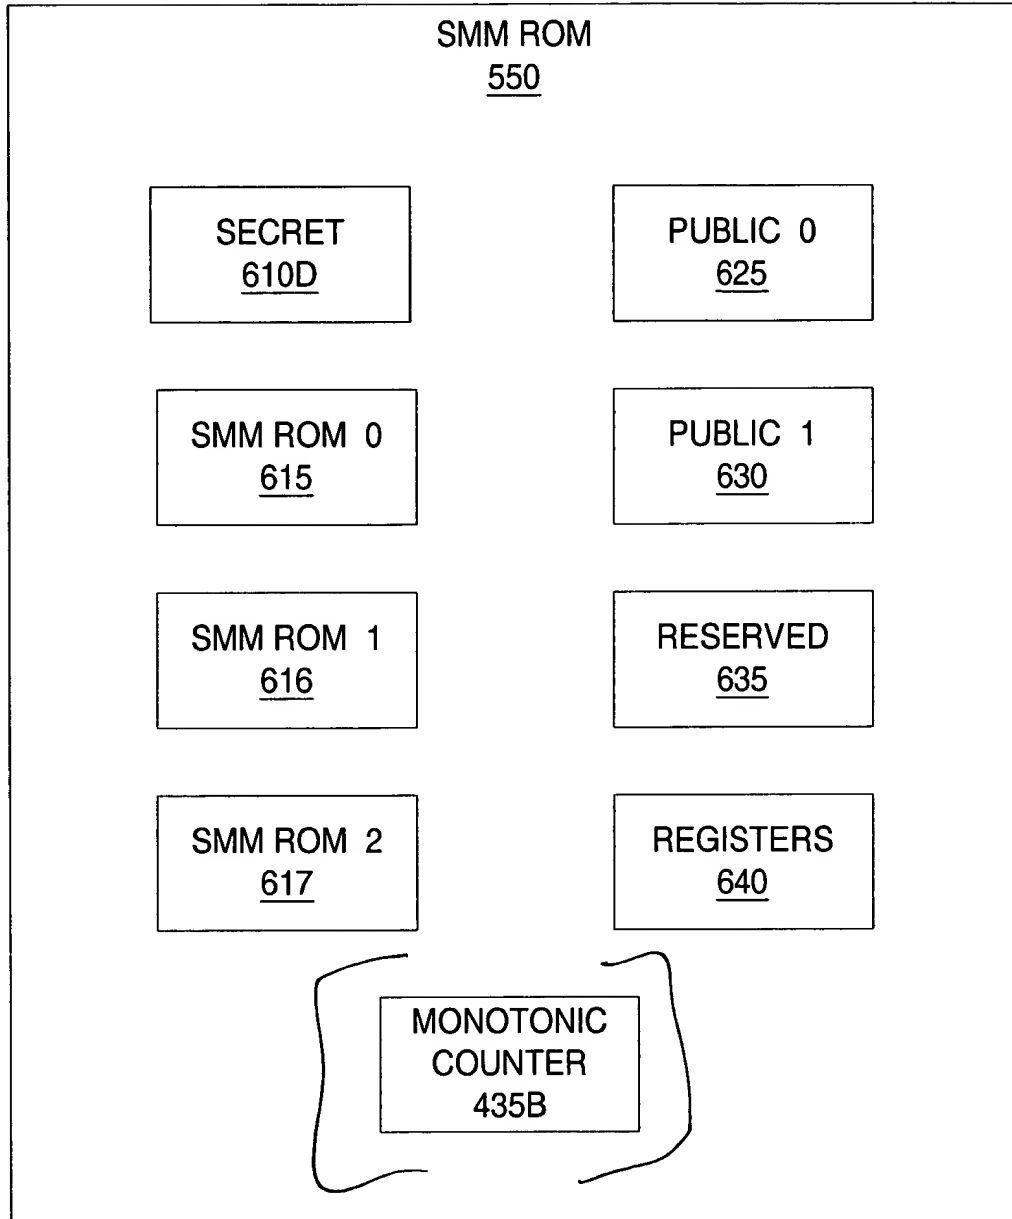 SMM ROM
550
SECRET
610D
PUBLIC 0
625
SMM ROM 0
615
PUBLIC 1
630
SMM ROM 1
616
RESERVED
635
SMM ROM 2
617
REGISTERS
640
MONOTONIC
COUNTER
435B